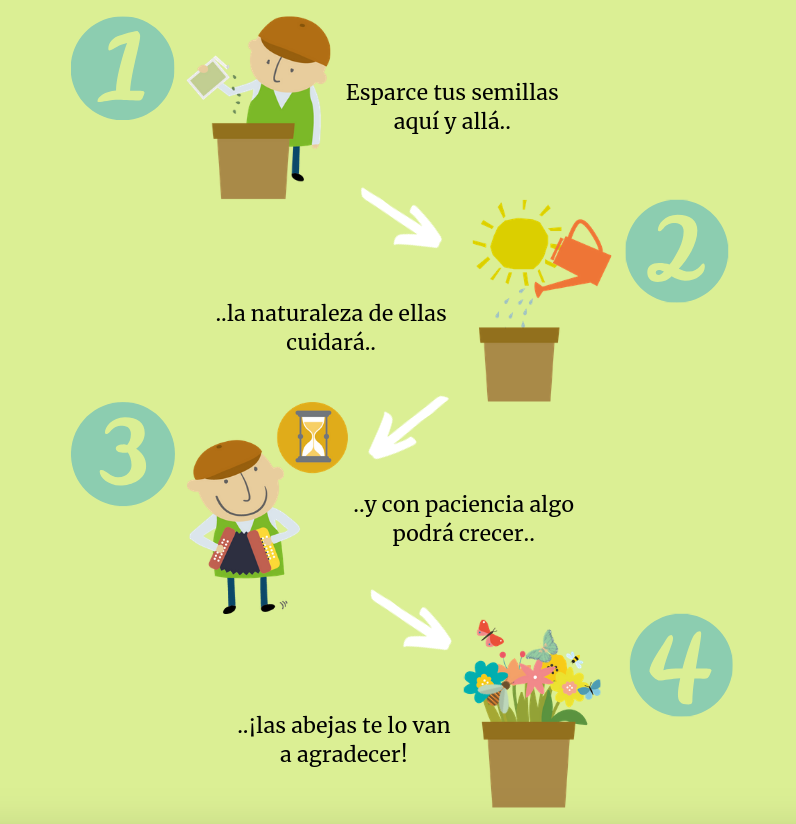 1
Esparce tus semillas
aquí y allá..
2
..la naturaleza de ellas
cuidará..
3
..y con paciencia algo
podrá crecer..
4
..¡las abejas te lo van
a agradecer!